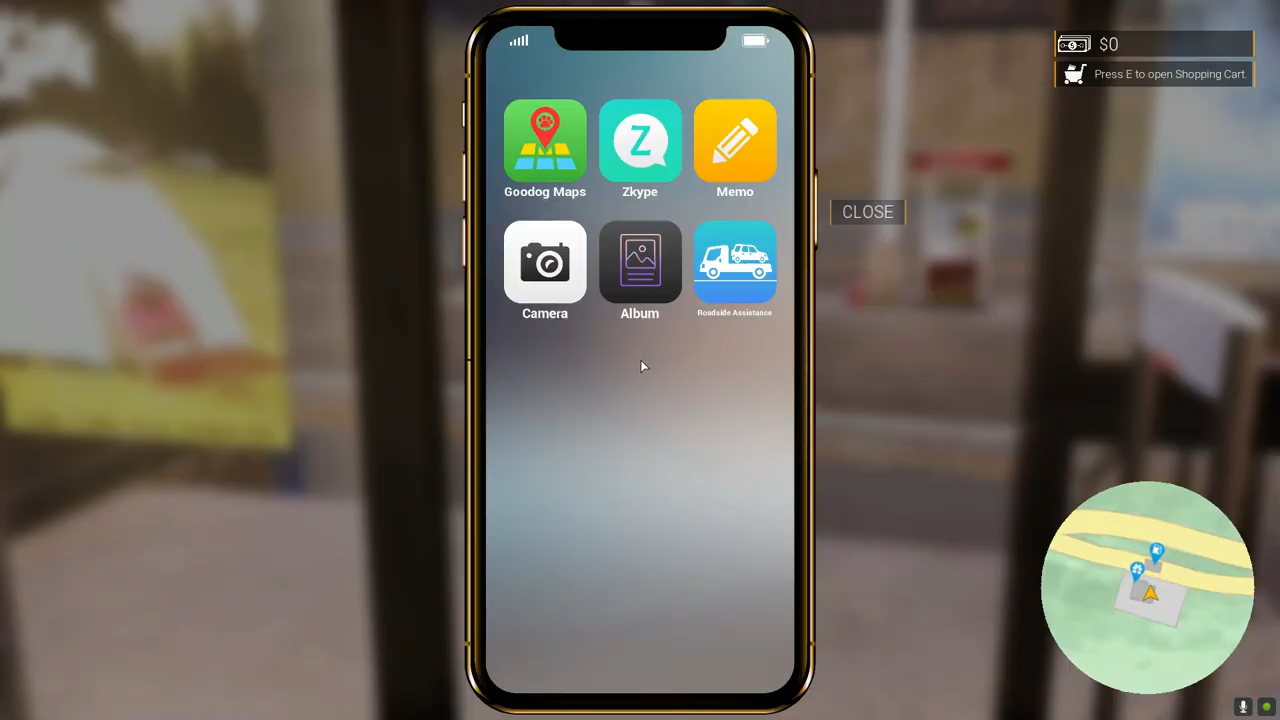 $0
Press E to open Shopping Cart.
Goodog Maps
Z
Zkype
Memo
CLOSE
Camera
Album
Roadside Assistance